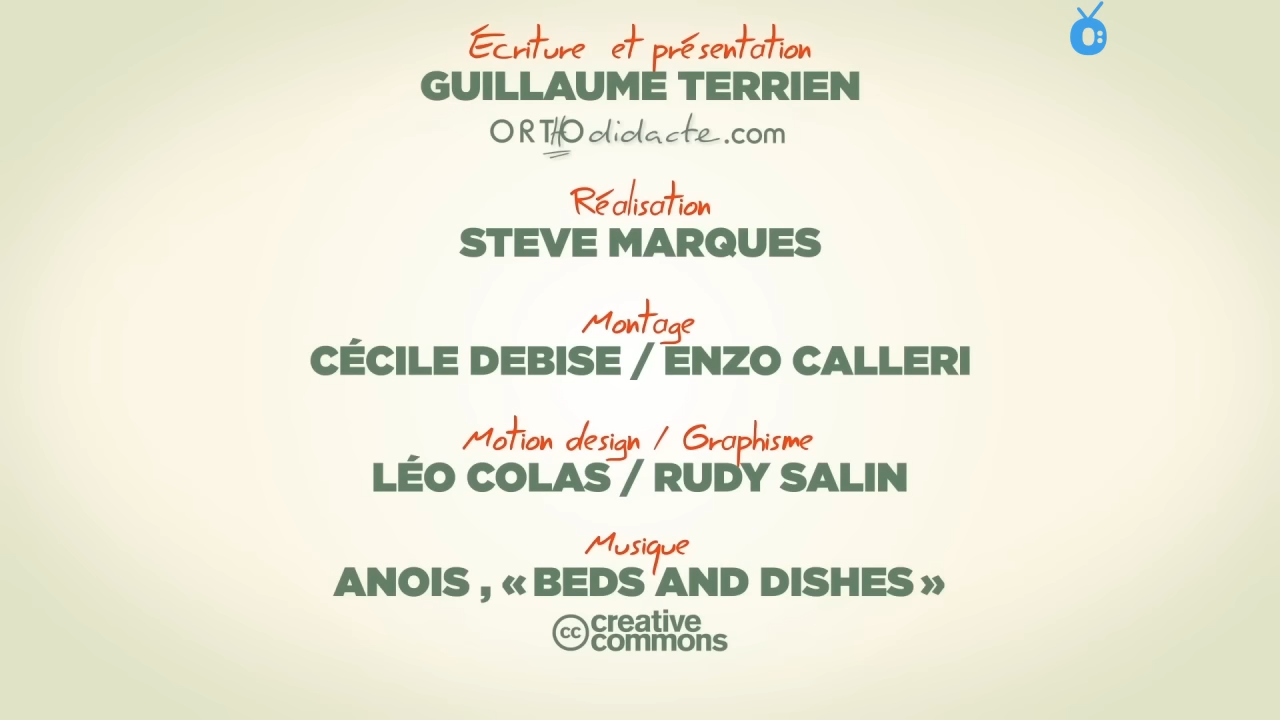 Écriture et présentation
GUILLAUME TERRIEN
ORTHOdidacte.com
Réalisation
STEVE MARQUES
Montage
CÉCILE DEBISE / ENZO CALLERI
Motion design / Graphisme
LÉO COLAS / RUDY SALIN
Musique
ANOIS , « BEDS AND DISHES »
cc creative
commons